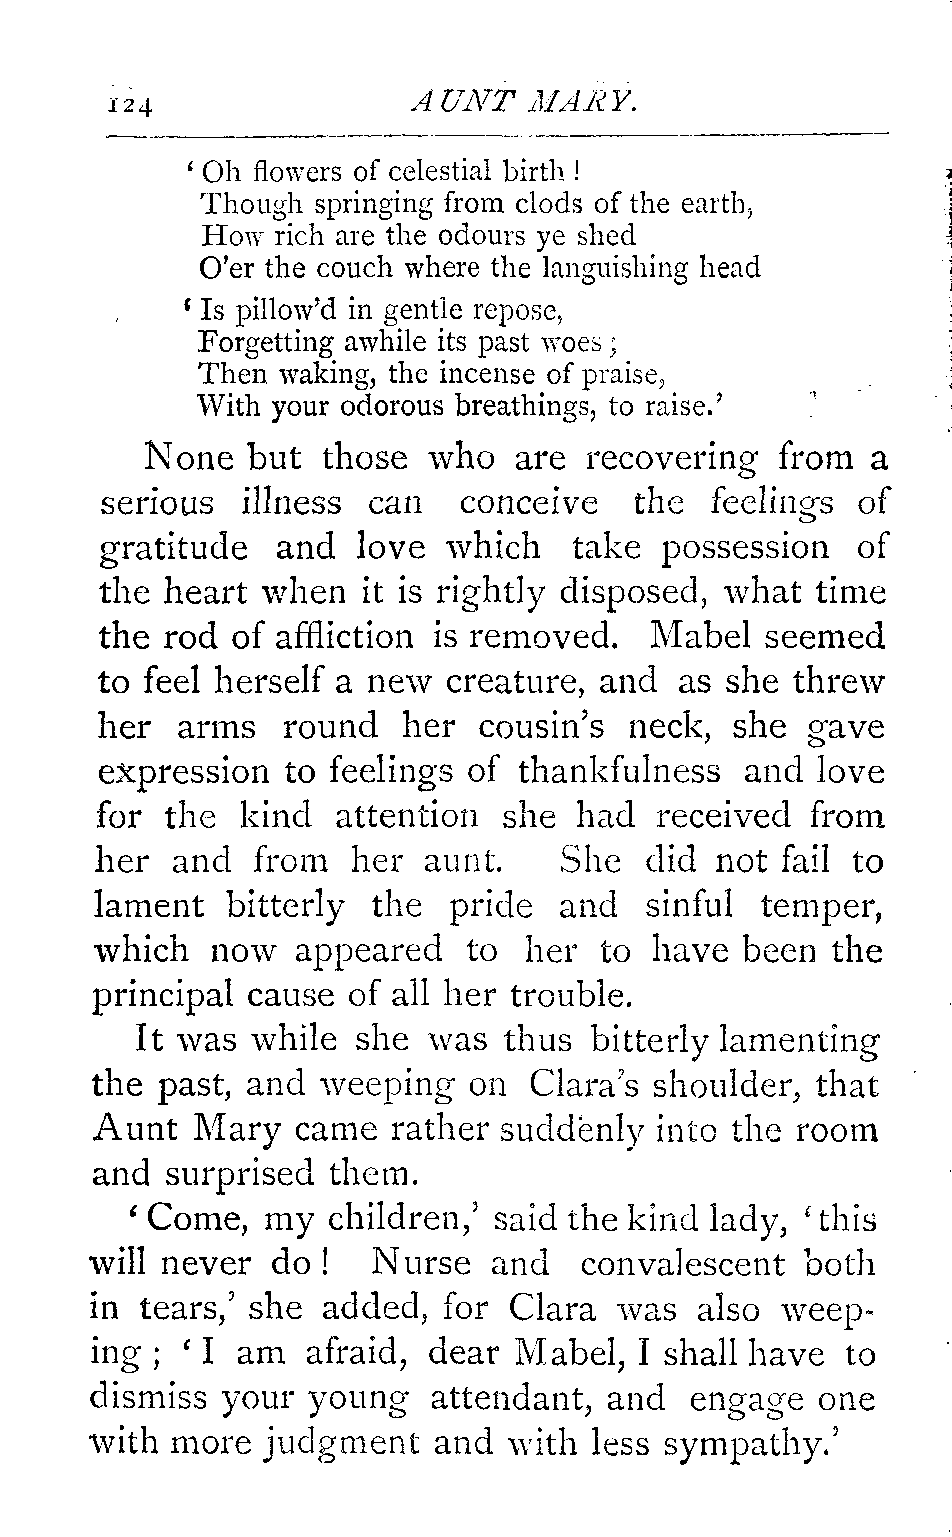 124 AUNT MARY.
‘ Oh flowers of celestial birth !
Though springing from clods of the earth,
How rich are the odours ye shed
O’er the couch where the languishing head
‘ Is pillow’d in gentle repose,
Forgetting awhile its past woes ;
Then waking, the incense of praise,
With your odorous breathings, to raise.’
None but those who are recovering from a
serious illness can conceive the feelings of
gratitude and love which take possession of
the heart when it is rightly disposed, what time
the rod of affliction is removed. Mabel seemed
to feel herself a new creature, and as she threw
her arms round her cousin’s neck, she gave
expression to feelings of thankfulness and love
for the kind attention she had received from
her and from her aunt. She did not fail to
lament bitterly the pride and sinful temper,
which now appeared to her to have been the
principal cause of all her trouble.
It was while she was thus bitterly lamenting
the past, and weeping on Clara’s shoulder, that
Aunt Mary came rather suddenly into the room
and surprised them.
‘ Come, my children,’ said the kind lady, ‘ this
will never do ! Nurse and convalescent both
in tears,’ she added, for Clara was also weep-
ing ; ‘ I am afraid, dear Mabel, I shall have to
dismiss your young attendant, and engage one
with more judgment and with less sympathy.’